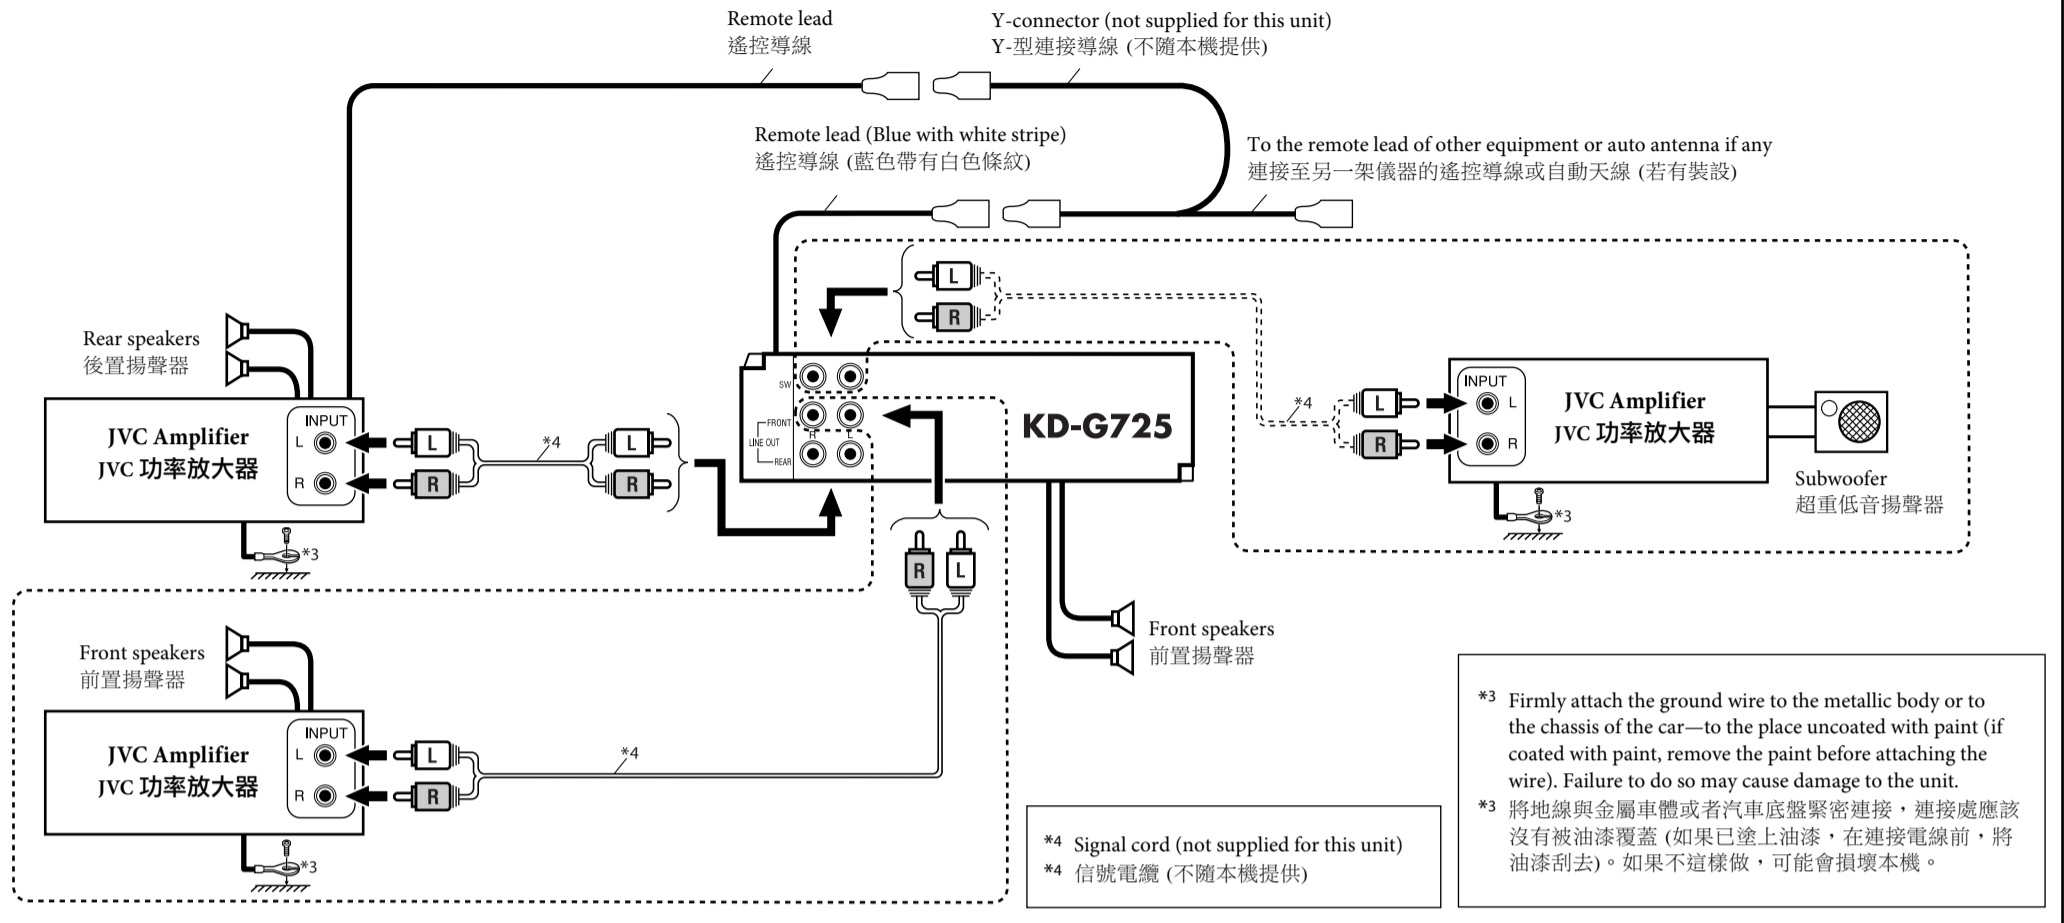 Remote lead
遙控導線
Y-connector (not supplied for this unit)
Y-型連接導線 (不隨本機提供)
Remote lead (Blue with white stripe)
遙控導線 (藍色帶有白色條紋)
To the remote lead of other equipment or auto antenna if any
連接至另一架儀器的遙控導線或自動天線 (若有裝設)
L
R
Rear speakers
後置揚聲器
JVC Amplifier
JVC 功率放大器
INPUT
L
R
*3
L
R
*4
L
R
SW
FRONT
LINE OUT
R
L
REAR
KD-G725
*4
L
R
INPUT
L
R
JVC Amplifier
JVC 功率放大器
*3
Subwoofer
超重低音揚聲器
R
L
Front speakers
前置揚聲器
Front speakers
前置揚聲器
JVC Amplifier
JVC 功率放大器
INPUT
L
R
*3
L
R
*4
*4 Signal cord (not supplied for this unit)
*4 信號電纜 (不隨本機提供)
*3 Firmly attach the ground wire to the metallic body or to
the chassis of the car—to the place uncoated with paint (if
coated with paint, remove the paint before attaching the
wire). Failure to do so may cause damage to the unit.
*3 將地線與金屬車體或者汽車底盤緊密連接，連接處應該
沒有被油漆覆蓋 (如果已塗上油漆，在連接電線前，將
油漆刮去)。如果不這樣做，可能會損壞本機。